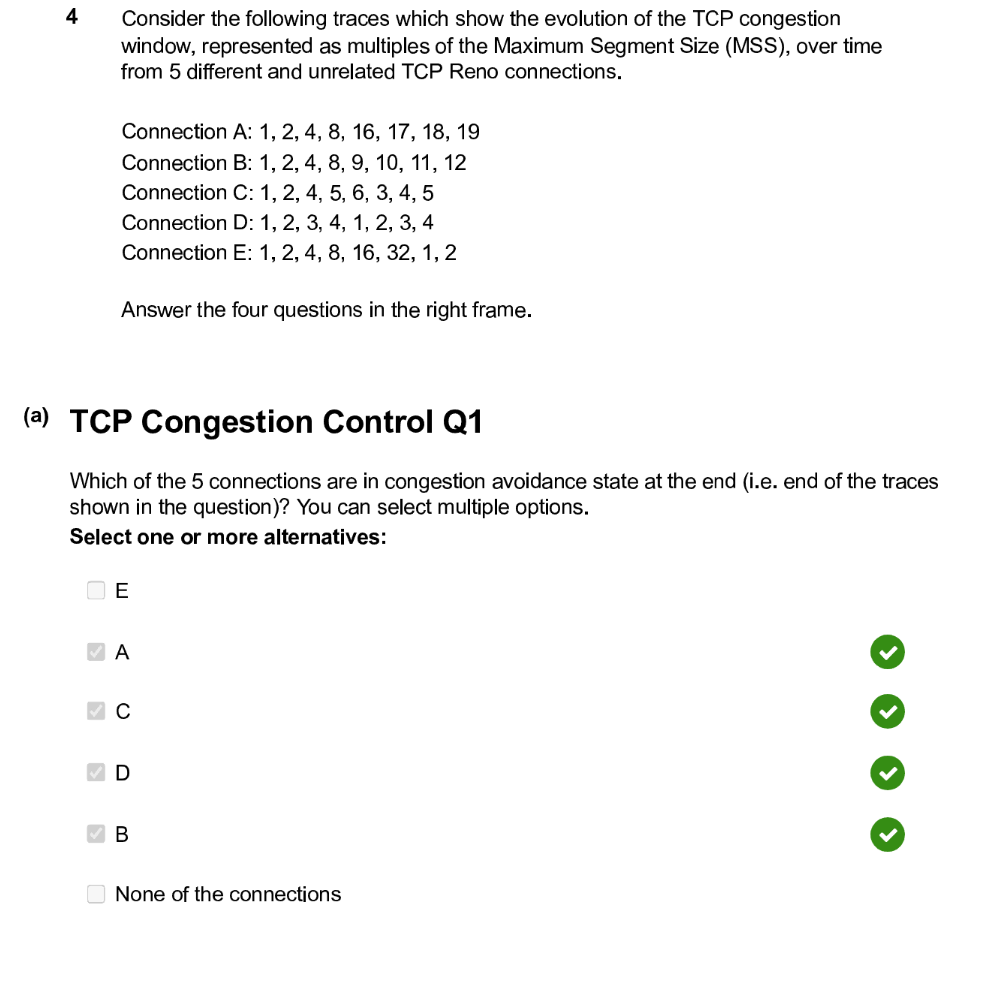 4 Consider the following traces which show the evolution of the TCP congestion
window, represented as multiples of the Maximum Segment Size (MSS), over time
from 5 different and unrelated TCP Reno connections.
Connection A: 1, 2, 4, 8, 16, 17, 18, 19
Connection B: 1, 2, 4, 8, 9, 10, 11, 12
Connection C: 1, 2, 4, 5, 6, 3, 4, 5
Connection D: 1, 2, 3, 4, 1, 2, 3, 4
Connection E: 1, 2, 4, 8, 16, 32, 1, 2
Answer the four questions in the right frame.
(a) TCP Congestion Control Q1
Which of the 5 connections are in congestion avoidance state at the end (i.e. end of the traces
shown in the question)? You can select multiple options.
Select one or more alternatives:
E
A
C
D
B
None of the connections